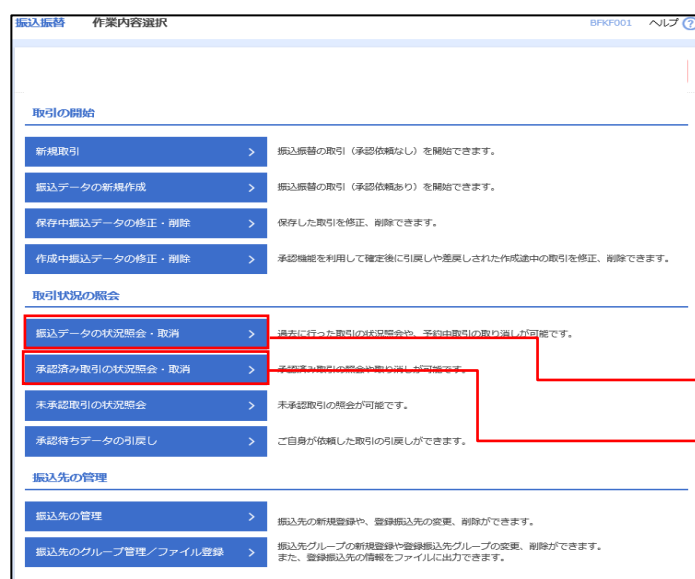 振込振替 作業内容選択 BFKF001 ヘルプ ?
取引の開始
新規取引 > 振込振替の取引（承認依頼なし）を開始できます。
振込データの新規作成 > 振込振替の取引（承認依頼あり）を開始できます。
保存中振込データの修正・削除 > 保存した取引を修正、削除できます。
作成中振込データの修正・削除 > 承認機能を利用して確定後に引戻しや差戻しされた作成途中の取引を修正、削除できます。
取引状況の照会
振込データの状況照会・取消 > 過去に行った取引の状況照会や、予約中取引の取り消しが可能です。
承認済み取引の状況照会・取消 > 承認済み取引の照会や取り消しが可能です。
未承認取引の状況照会 > 未承認取引の照会が可能です。
承認待ちデータの引戻し > ご自身が依頼した取引の引戻しができます。
振込先の管理
振込先の管理 > 振込先の新規登録や、登録振込先の変更、削除ができます。
振込先のグループ管理／ファイル登録 > 振込先グループの新規登録や登録振込先グループの変更、削除ができます。
また、登録振込先の情報をファイルに出力できます。